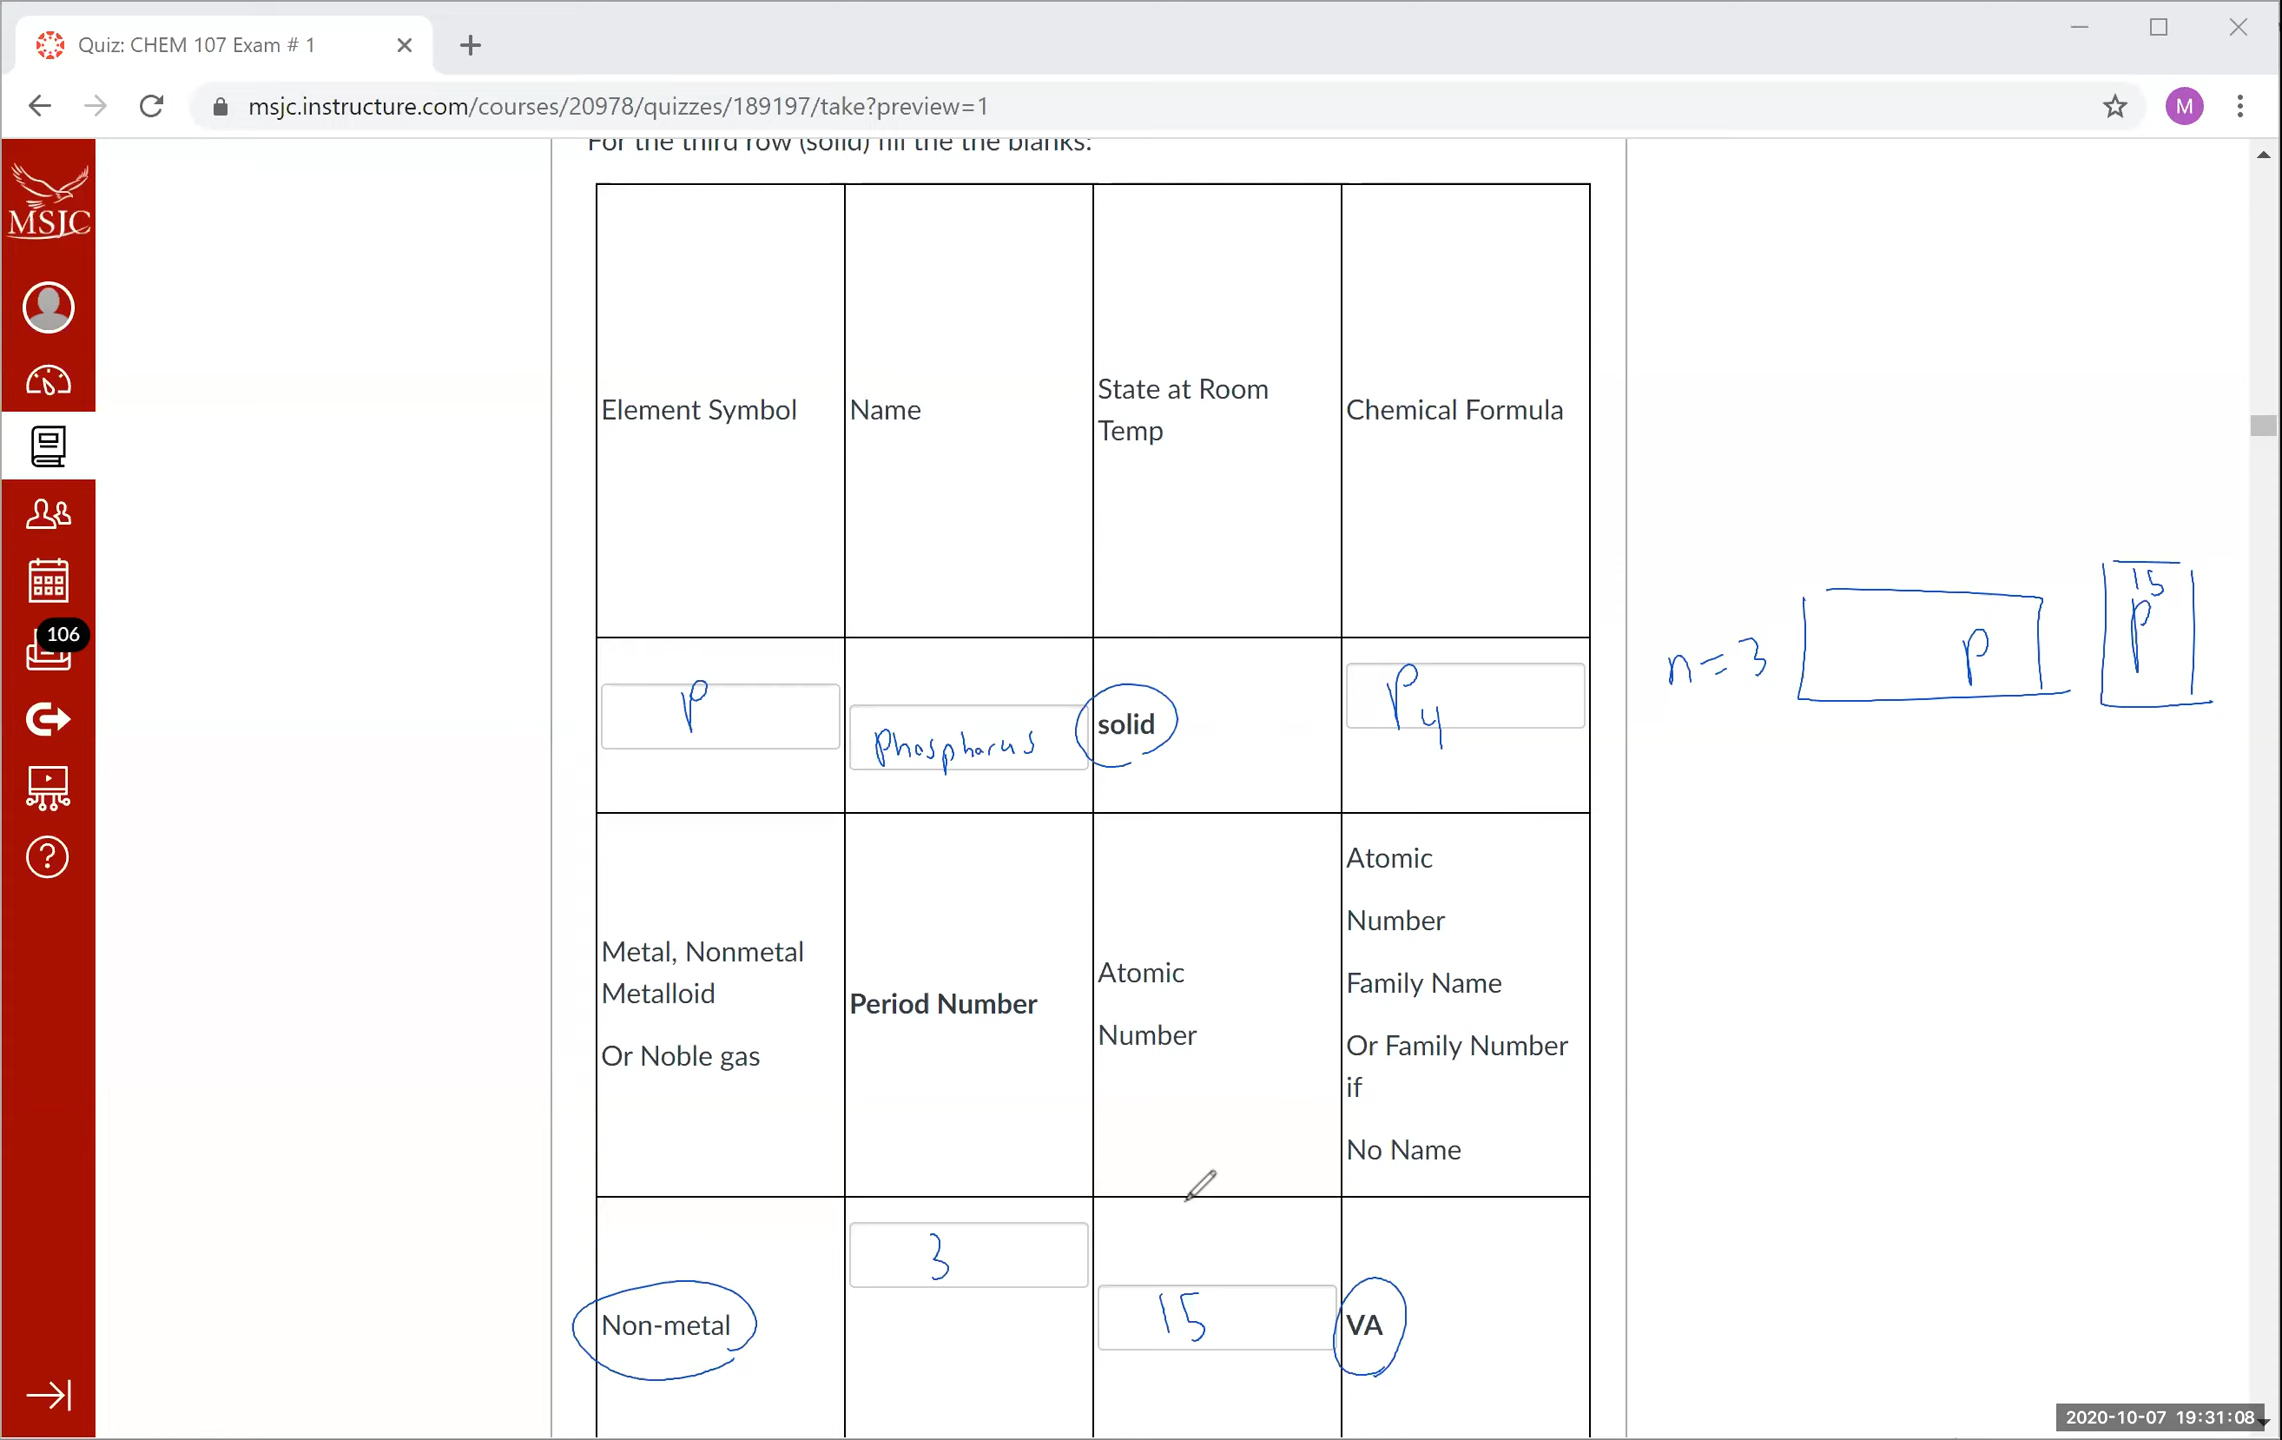 Quiz: CHEM 107 Exam # 1
msjc.instructure.com/courses/20978/quizzes/189197/take?preview=1
M
MSJC
106
For the third row (solid) fill the the blanks:
Element Symbol
Name
State at Room
Temp
Chemical Formula
P
Phosphorus
solid
P4
n = 3
P
15
P
Metal, Nonmetal
Metalloid
Or Noble gas
Period Number
Atomic
Number
Atomic
Number
Family Name
Or Family Number
if
No Name
Non-metal
3
15
VA
2020-10-07 19:31:08